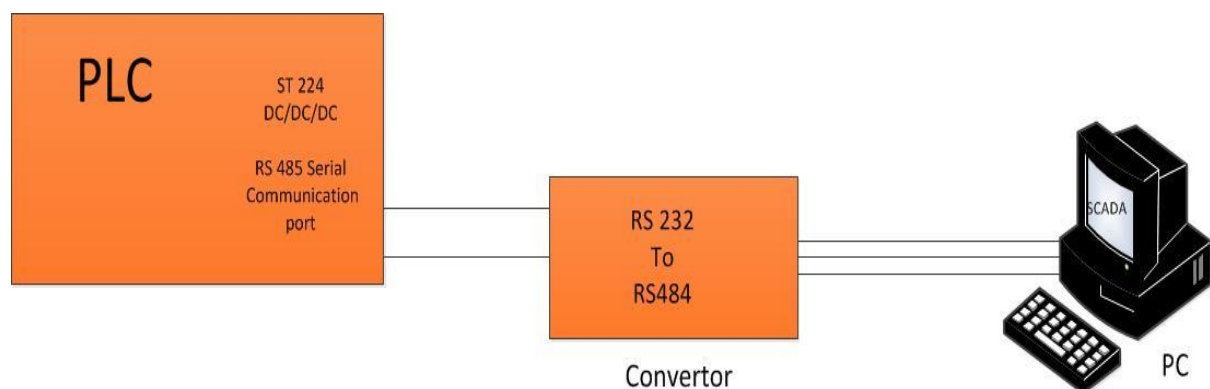 PLC
ST 224
DC/DC/DC
RS 485 Serial
Communication
port
RS 232
To
RS484
Convertor
SCADA
PC